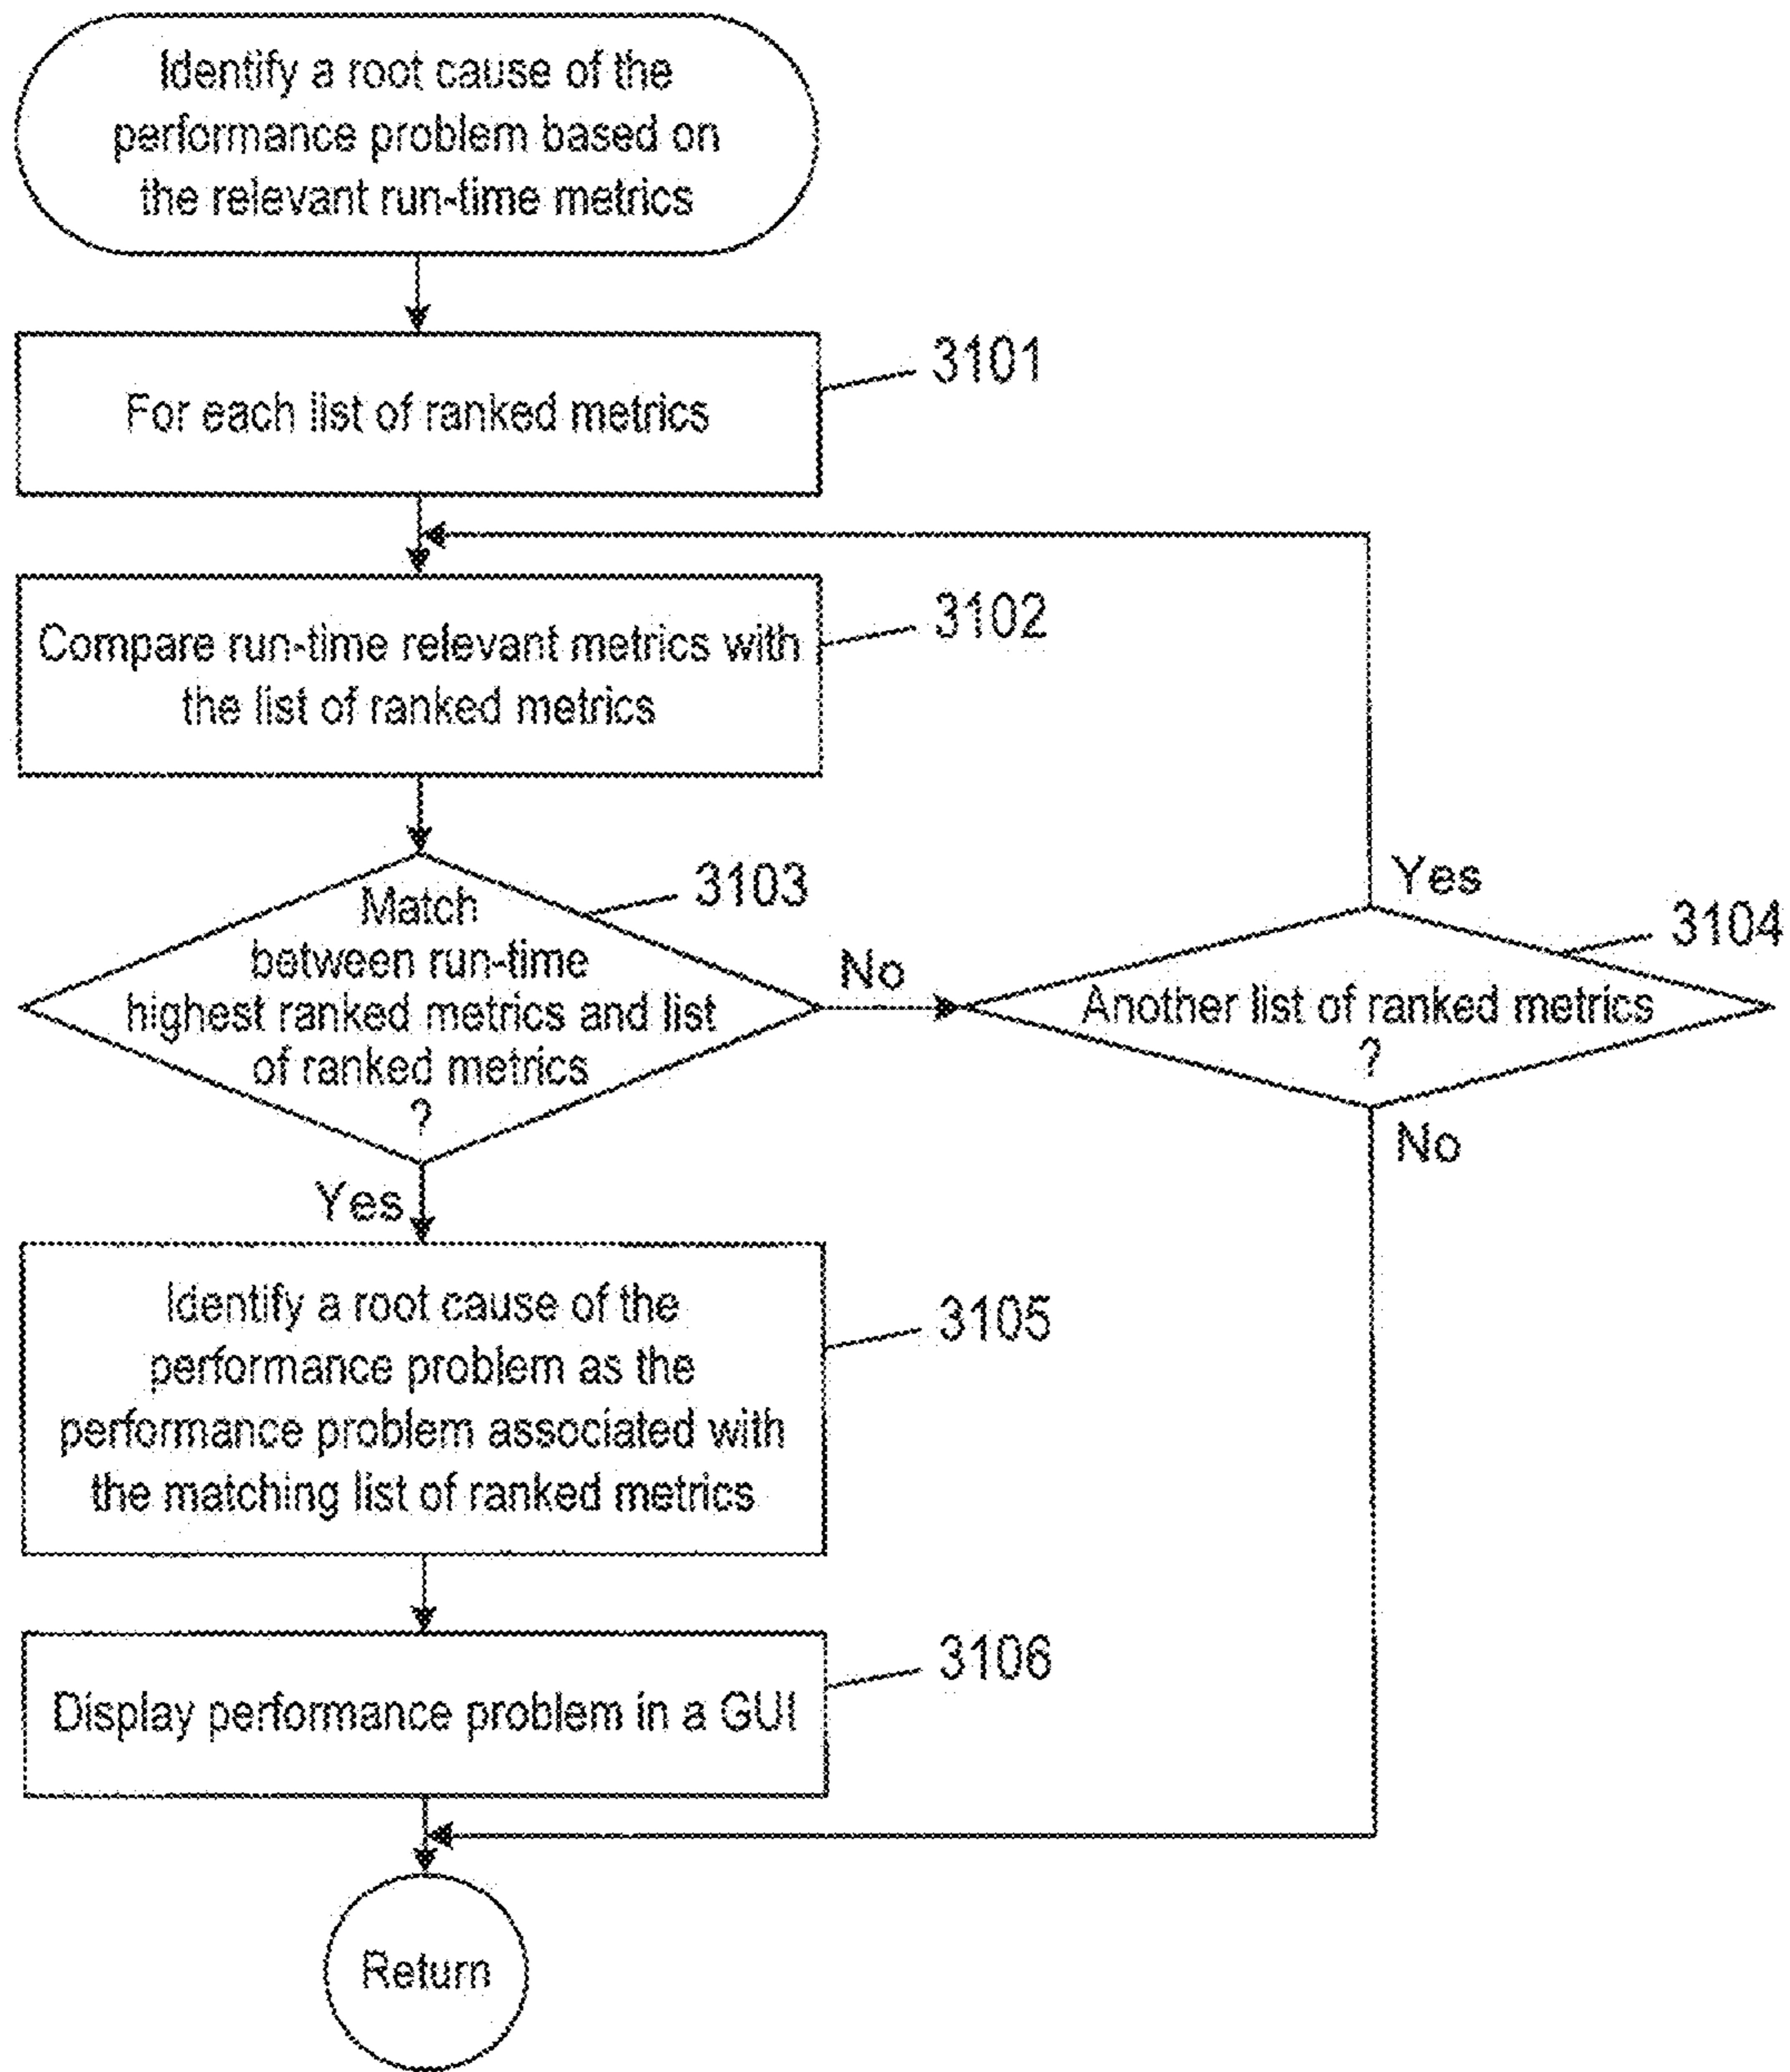 Identify a root cause of the
performance problem based on
the relevant run-time metrics
3101
For each list of ranked metrics
3102
Compare run-time relevant metrics with
the list of ranked metrics
3103
Match
between run-time
highest ranked metrics and list
of ranked metrics
?
No
Yes
3104
Another list of ranked metrics
?
No
Yes
3105
Identify a root cause of the
performance problem as the
performance problem associated with
the matching list of ranked metrics
3106
Display performance problem in a GUI
Return